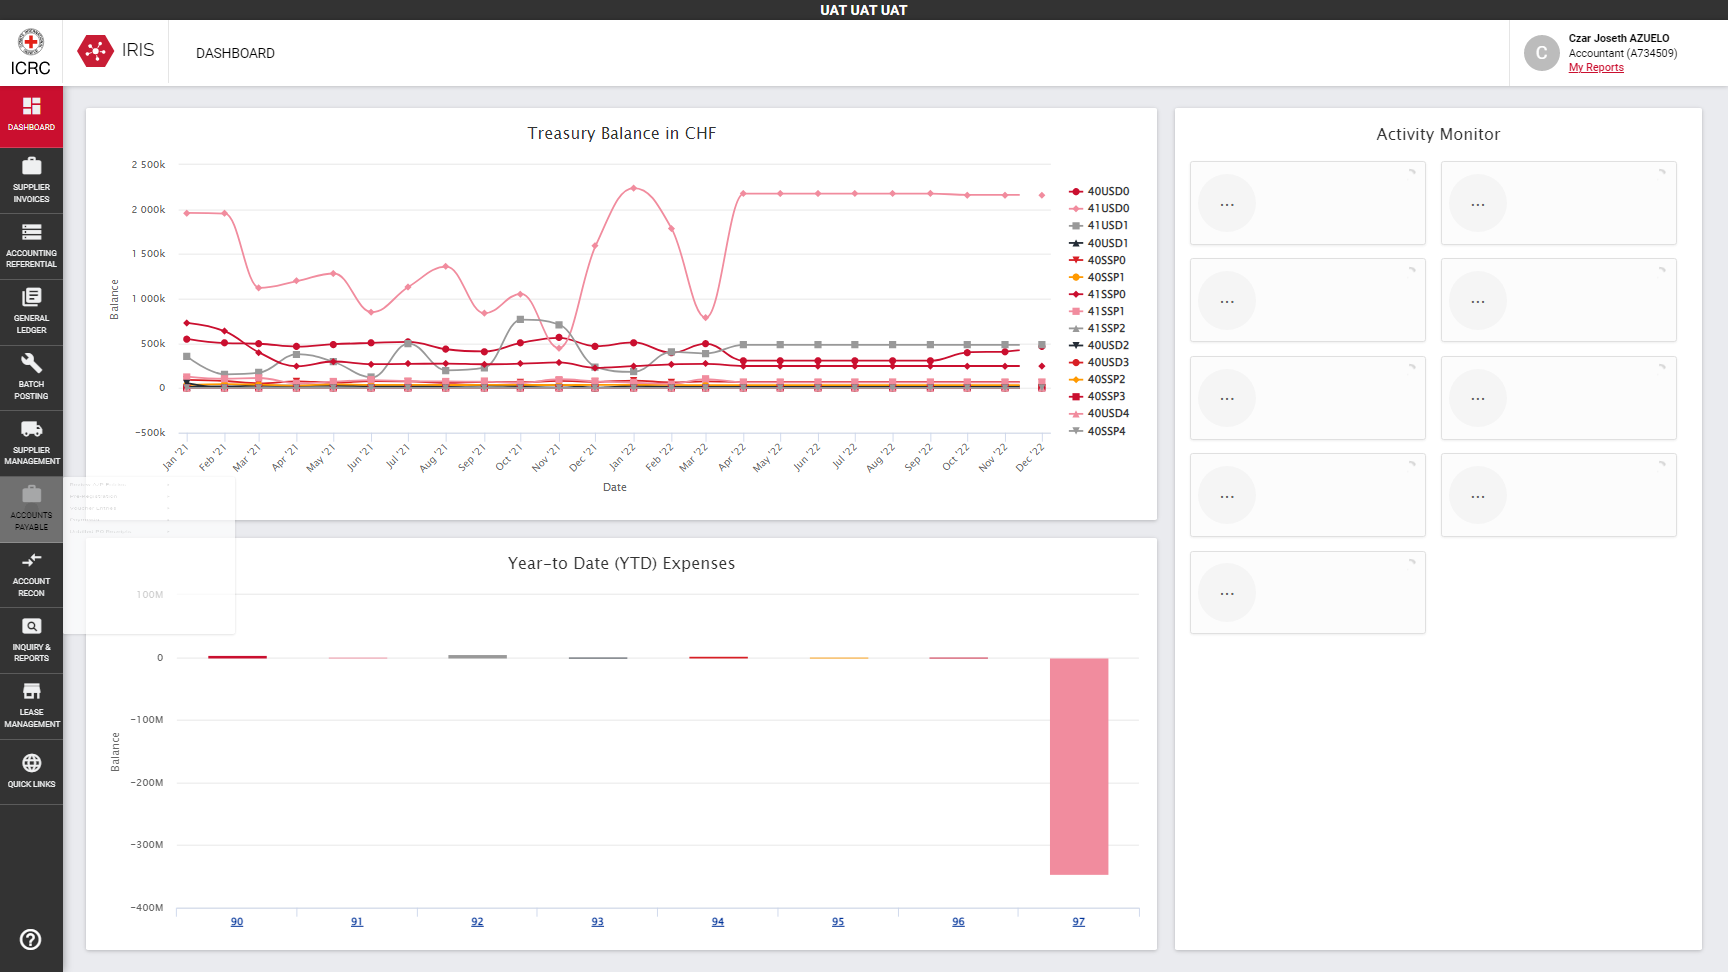 UAT UAT UAT
ICRC
IRIS
DASHBOARD
Czar Joseth AZUELO
Accountant (A734509)
My Reports
C
DASHBOARD
SUPPLIER
INVOICES
ACCOUNTING
REFERENTIAL
GENERAL
LEDGER
BATCH
POSTING
SUPPLIER
MANAGEMENT
ACCOUNTS
PAYABLE
ACCOUNT
RECON
INQUIRY &
REPORTS
LEASE
MANAGEMENT
QUICK LINKS
Treasury Balance in CHF
Balance
2 500k
2 000k
1 500k
1 000k
500k
0
-500k
Jan '21
Feb '21
Mar '21
Apr '21
May '21
Jun '21
Jul '21
Aug '21
Sep '21
Oct '21
Nov '21
Dec '21
Jan '22
Feb '22
Mar '22
Apr '22
May '22
Jun '22
Jul '22
Aug '22
Sep '22
Oct '22
Nov '22
Dec '22
Date
40USD0
41USD0
41USD1
40USD1
40SSP0
40SSP1
41SSP0
41SSP1
41SSP2
40USD2
40USD3
40SSP2
40SSP3
40USD4
40SSP4
Year-to Date (YTD) Expenses
Balance
100M
0
-100M
-200M
-300M
-400M
90
91
92
93
94
95
96
97
Activity Monitor
...
...
...
...
...
...
...
...
...